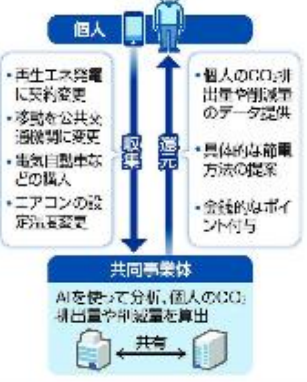 個人
・再生エネ発電
に契約変更
・移動を公共交
通機関に変更
・電気自動車な
どの購入
・エアコンの設
定温度変更
収集
還元
・個人のCO₂排
出量や削減量
のデータ提供
・具体的な節電
方法の提案
・金銭的なポイ
ント付与
共同事業体
AIを使って分析、個人のCO₂
排出量や削減量を算出
共有